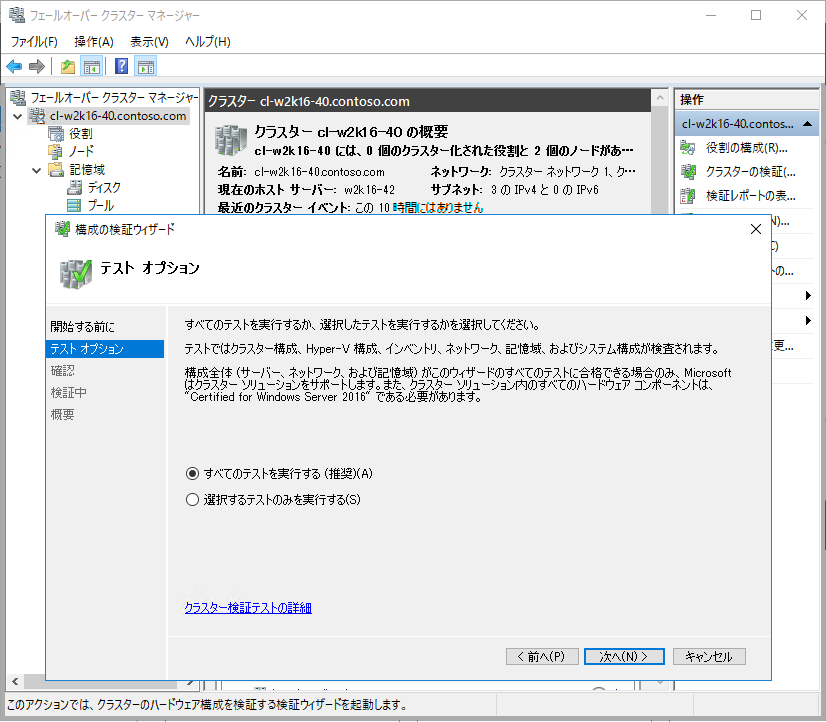 フェールオーバー クラスター マネージャー
ファイル(F) 操作(A) 表示(V) ヘルプ(H)
フェールオーバー クラスター マネージャー
cl-w2k16-40.contoso.com
役割
ノード
記憶域
ディスク
プール
クラスター cl-w2k16-40.contoso.com
クラスター cl-w2k16-40 の概要
cl-w2k16-40 には、0 個のクラスター化された役割と 2 個のノードがあ…
名前: cl-w2k16-40.contoso.com ネットワーク: クラスター ネットワーク 1、ク…
現在のホスト サーバー: w2k16-42 サブネット: 3 の IPv4 と 0 の IPv6
最近のクラスター イベント: この 10 時間にはありません
操作
cl-w2k16-40.contos...
役割の構成(R)...
クラスターの検証(...
検証レポートの表...
N)...
の...
更...
構成の検証ウィザード
テスト オプション
開始する前に
テスト オプション
確認
検証中
概要
すべてのテストを実行するか、選択したテストを実行するかを選択してください。
テストではクラスター構成、Hyper-V 構成、インベントリ、ネットワーク、記憶域、およびシステム構成が検査されます。
構成全体 (サーバー、ネットワーク、および記憶域) がこのウィザードのすべてのテストに合格できる場合のみ、Microsoft
はクラスター ソリューションをサポートします。また、クラスター ソリューション内のすべてのハードウェア コンポーネントは、
"Certified for Windows Server 2016" である必要があります。
すべてのテストを実行する (推奨)(A)
選択するテストのみを実行する(S)
クラスター検証テストの詳細
< 前へ(P) 次へ(N) > キャンセル
このアクションでは、クラスターのハードウェア構成を検証する検証ウィザードを起動します。